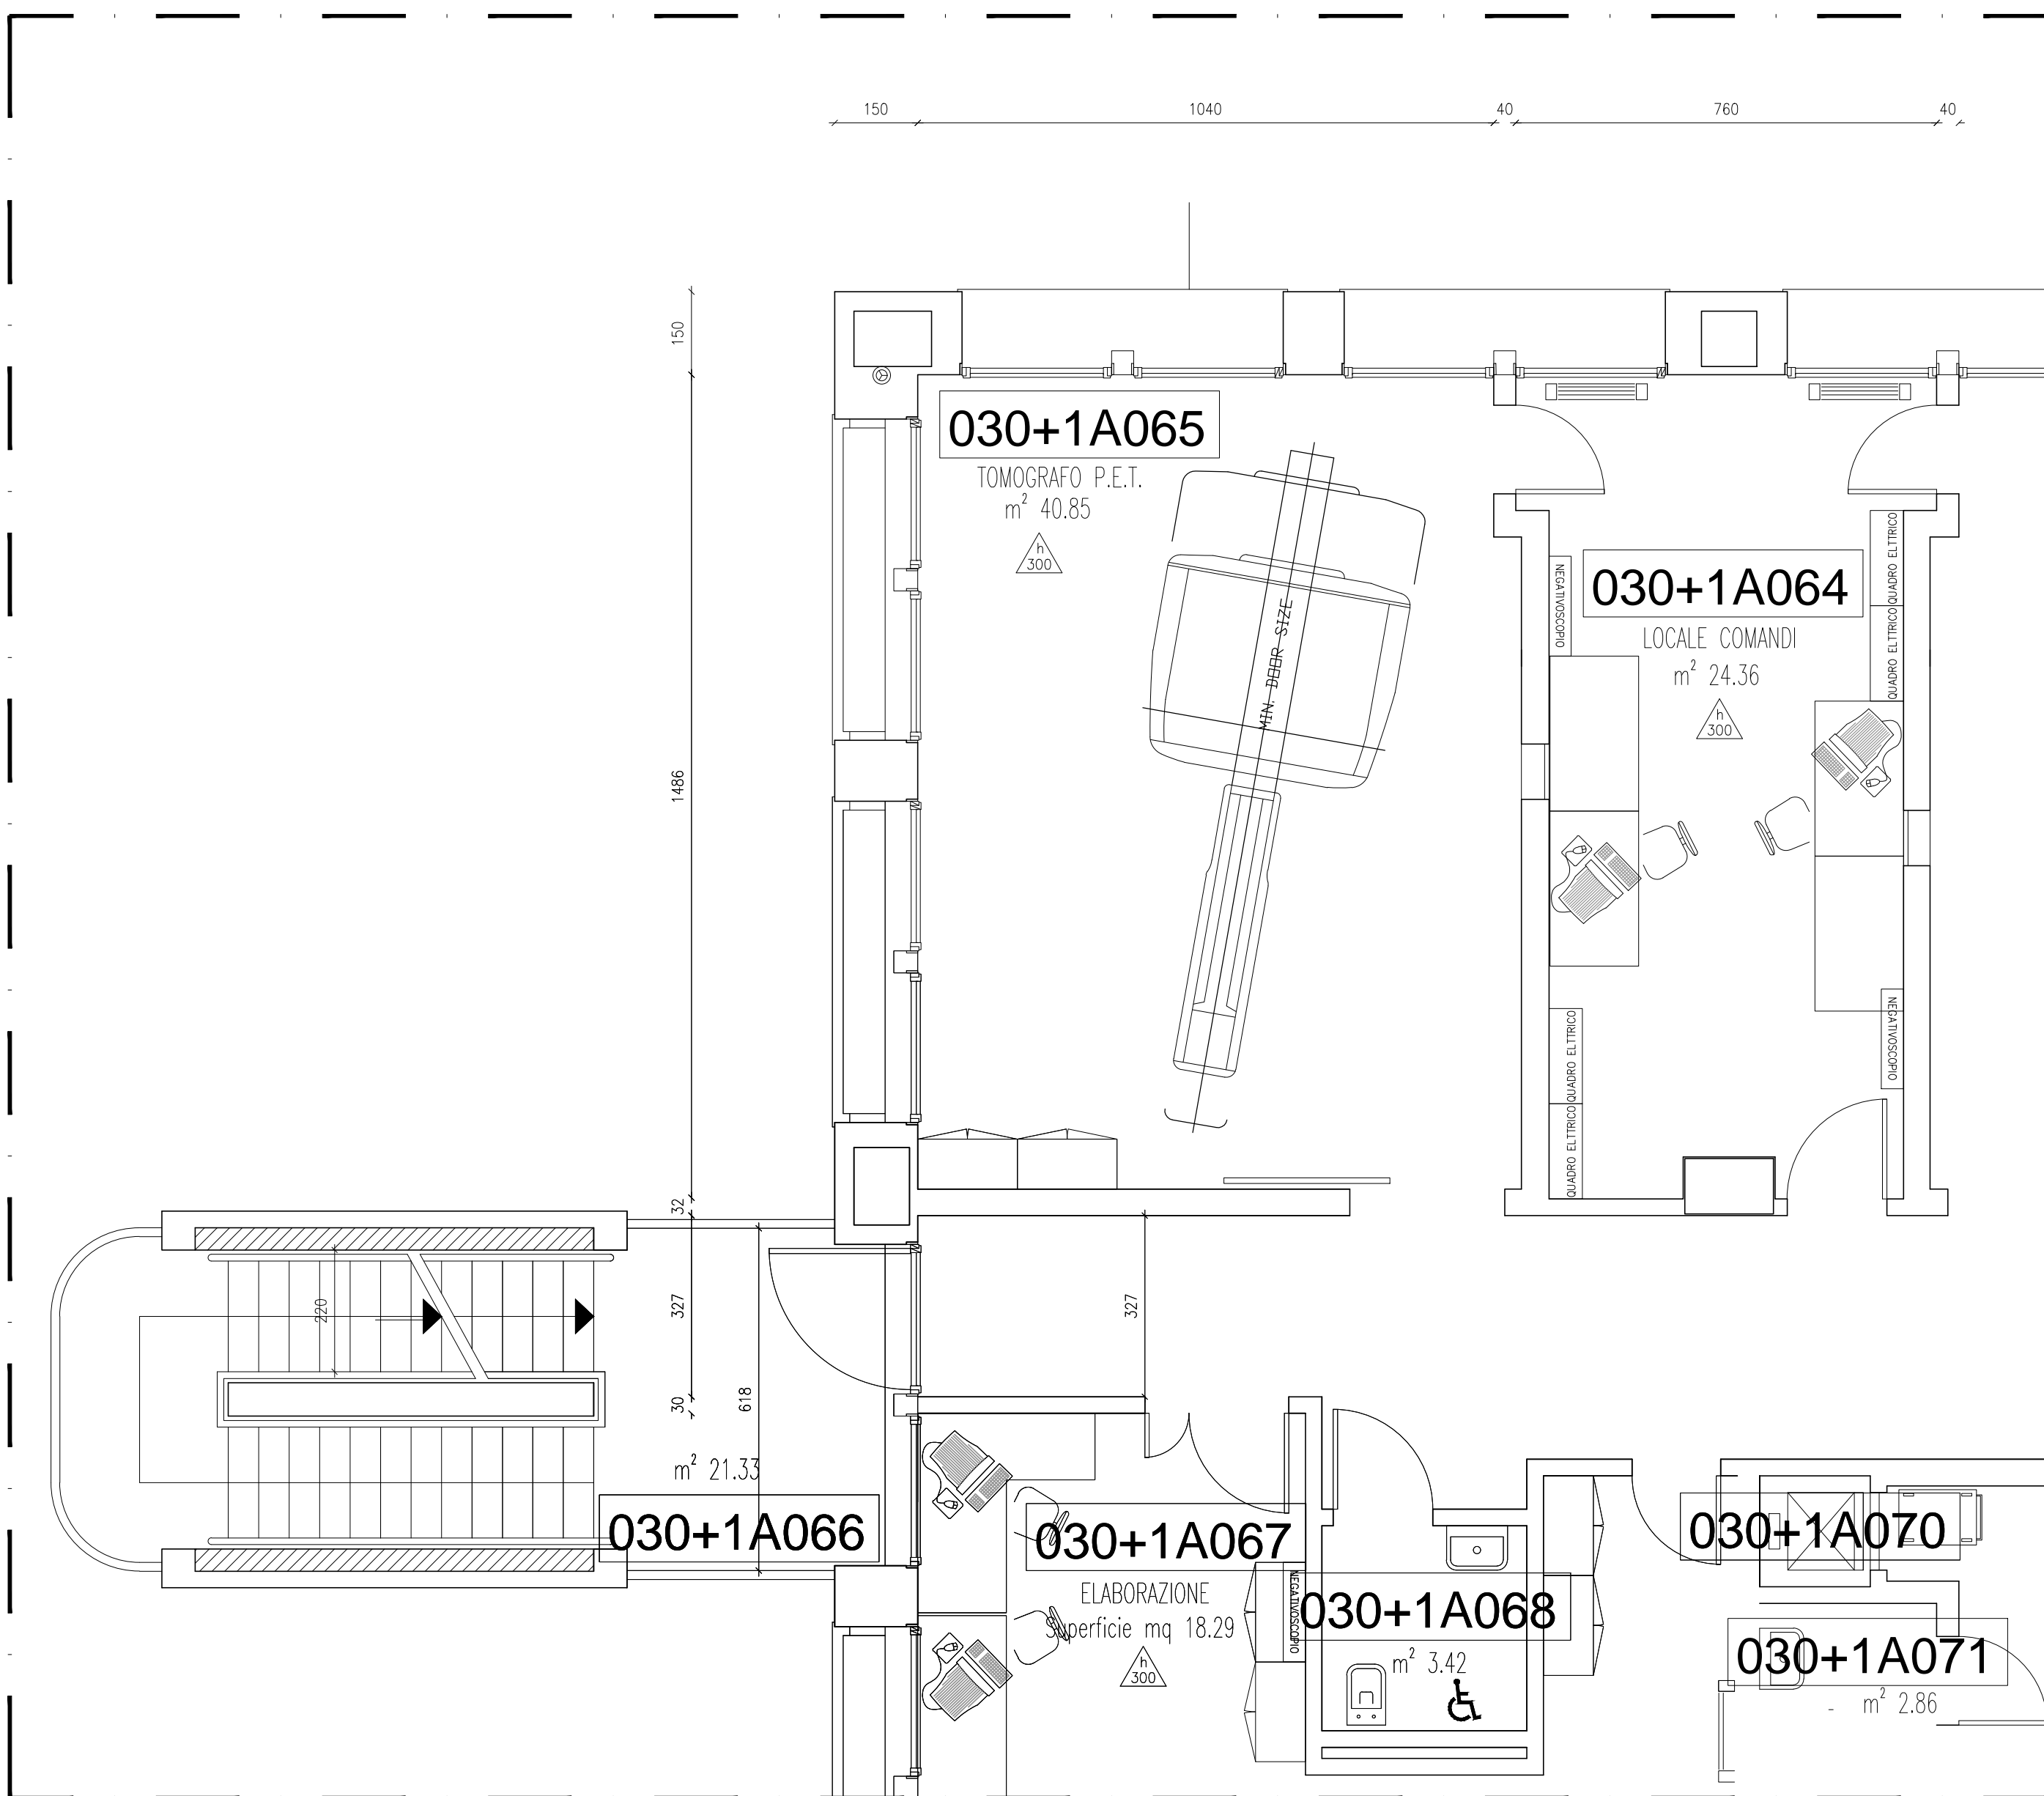 150 1040 40 760 40
150
030+1A065
TOMOGRAFO P.E.T.
m² 40.85
h
300
MIN. DOOR SIZE
1486
NEGATIVOSCOPIO
030+1A064
LOCALE COMANDI
m² 24.36
h
300
QUADRO ELTTRICO
QUADRO ELTTRICO
QUADRO ELTTRICO
QUADRO ELTTRICO
NEGATIVOSCOPIO
32
327
30
618
220
327
m² 21.33
030+1A066
030+1A067
ELABORAZIONE
Superficie mq 18.29
h
300
NEGATIVOSCOPIO
030+1A068
m² 3.42
030+1A070
030+1A071
m² 2.86